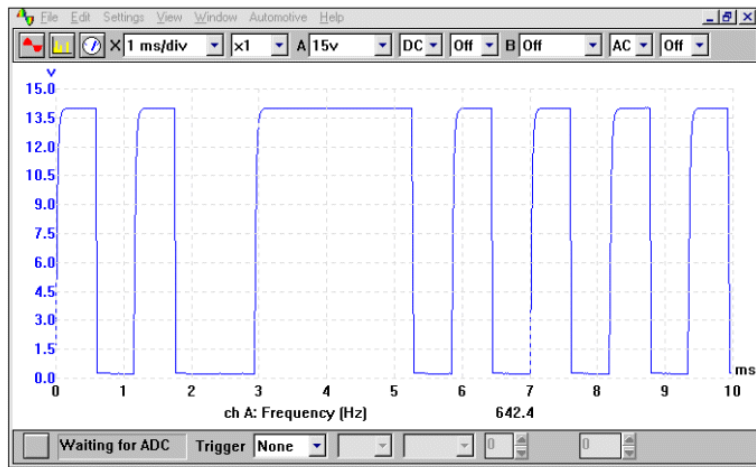 File Edit Settings View Window Automotive Help
X 1 ms/div x1 A 15v DC Off B Off AC Off
v
15.0
13.5
12.0
10.5
9.0
7.5
6.0
4.5
3.0
1.5
0.0
0 1 2 3 4 5 6 7 8 9 10 ms
ch A: Frequency (Hz) 642.4
Waiting for ADC Trigger None 0 0